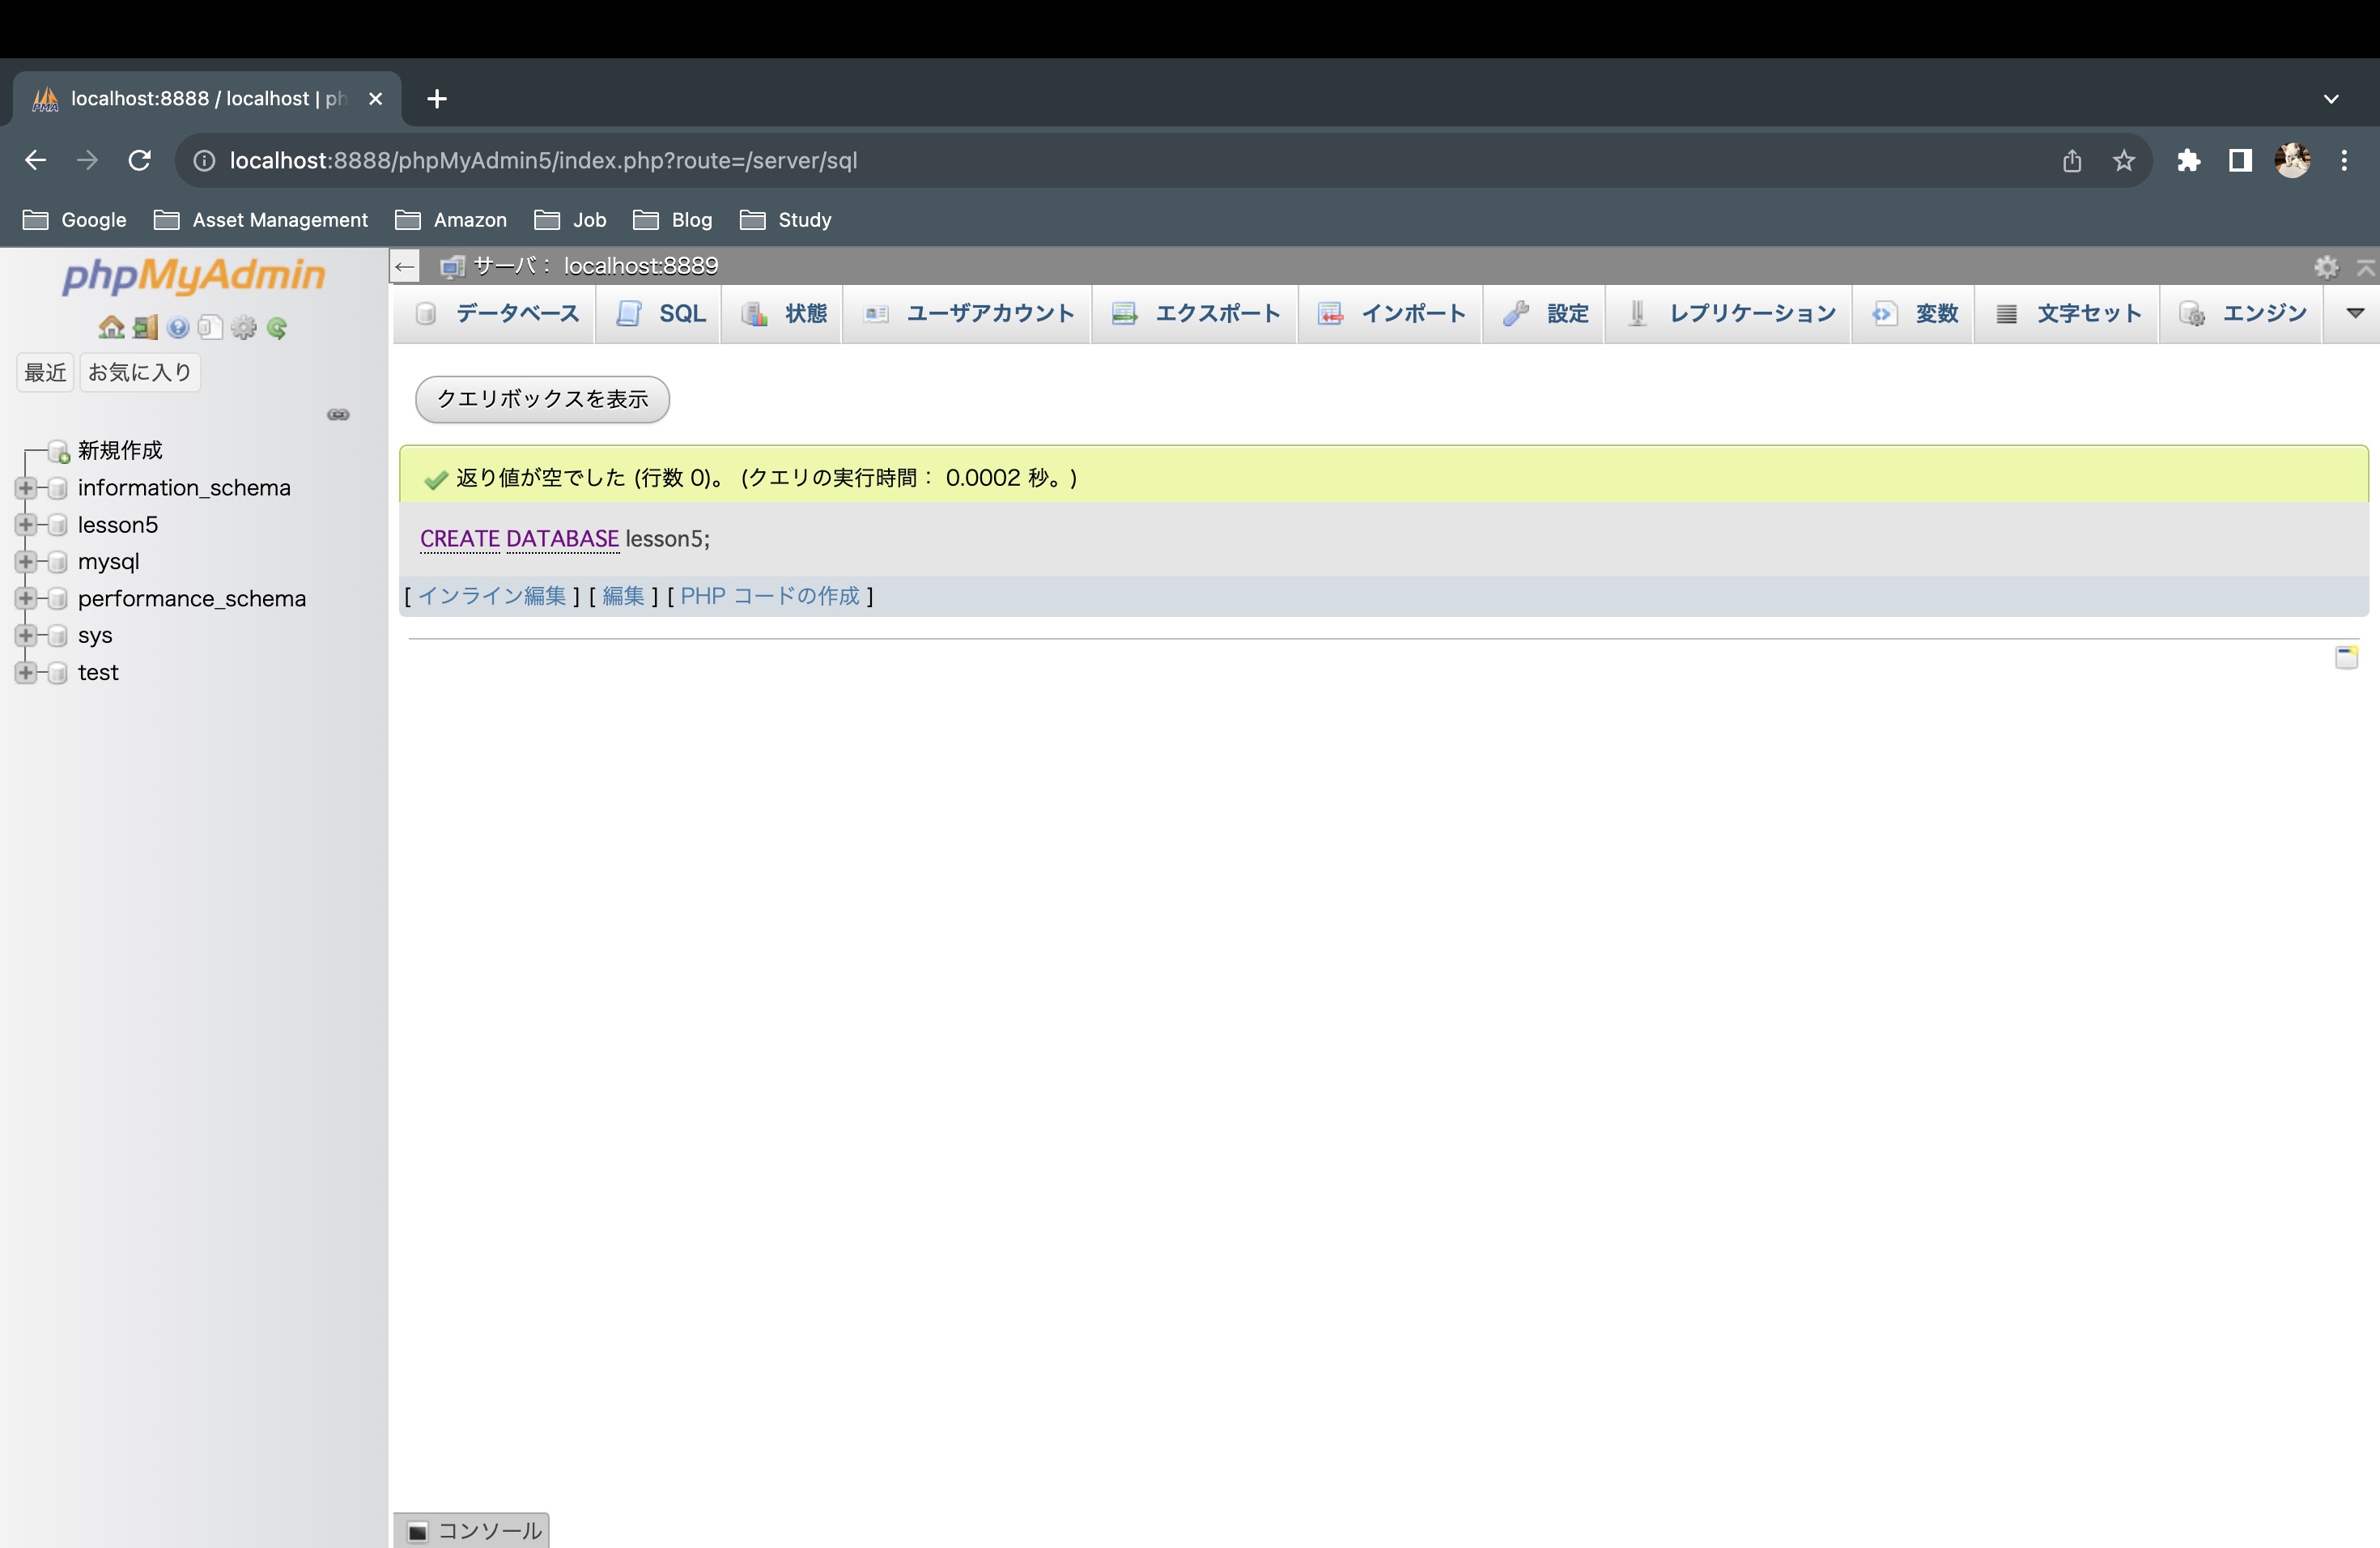 localhost:8888 / localhost | ph
localhost:8888/phpMyAdmin5/index.php?route=/server/sql
Google Asset Management Amazon Job Blog Study
phpMyAdmin
最近 お気に入り
新規作成
information_schema
lesson5
mysql
performance_schema
sys
test
サーバ： localhost:8889
データベース SQL 状態 ユーザアカウント エクスポート インポート 設定 レプリケーション 変数 文字セット エンジン
クエリボックスを表示
返り値が空でした (行数 0)。 (クエリの実行時間： 0.0002 秒。)
CREATE DATABASE lesson5;
[ インライン編集 ] [ 編集 ] [ PHP コードの作成 ]
コンソール